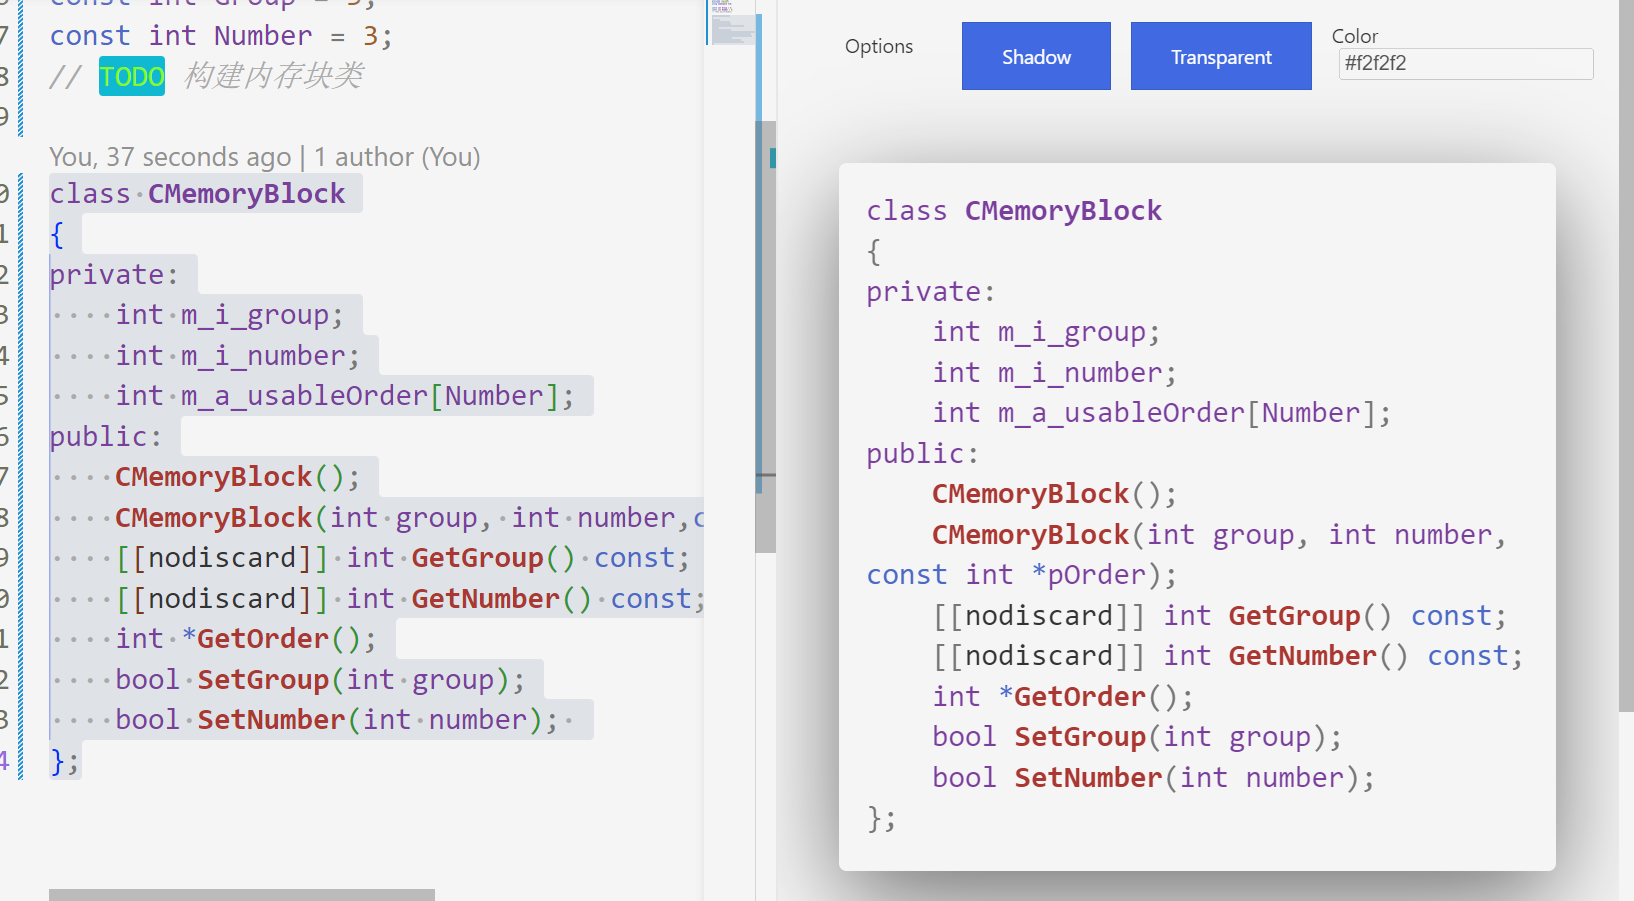 const int Group = 3;
7 const int Number = 3;
8 // TODO 构建内存块类
9
You, 37 seconds ago | 1 author (You)
0 class CMemoryBlock
1 {
2 private:
3 int m_i_group;
4 int m_i_number;
5 int m_a_usableOrder[Number];
6 public:
7 CMemoryBlock();
8 CMemoryBlock(int group, int number,c
9 [[nodiscard]] int GetGroup() const;
0 [[nodiscard]] int GetNumber() const;
1 int *GetOrder();
2 bool SetGroup(int group);
3 bool SetNumber(int number);
4 };
Options
Shadow
Transparent
Color
#f2f2f2
class CMemoryBlock
{
private:
int m_i_group;
int m_i_number;
int m_a_usableOrder[Number];
public:
CMemoryBlock();
CMemoryBlock(int group, int number,
const int *pOrder);
[[nodiscard]] int GetGroup() const;
[[nodiscard]] int GetNumber() const;
int *GetOrder();
bool SetGroup(int group);
bool SetNumber(int number);
};